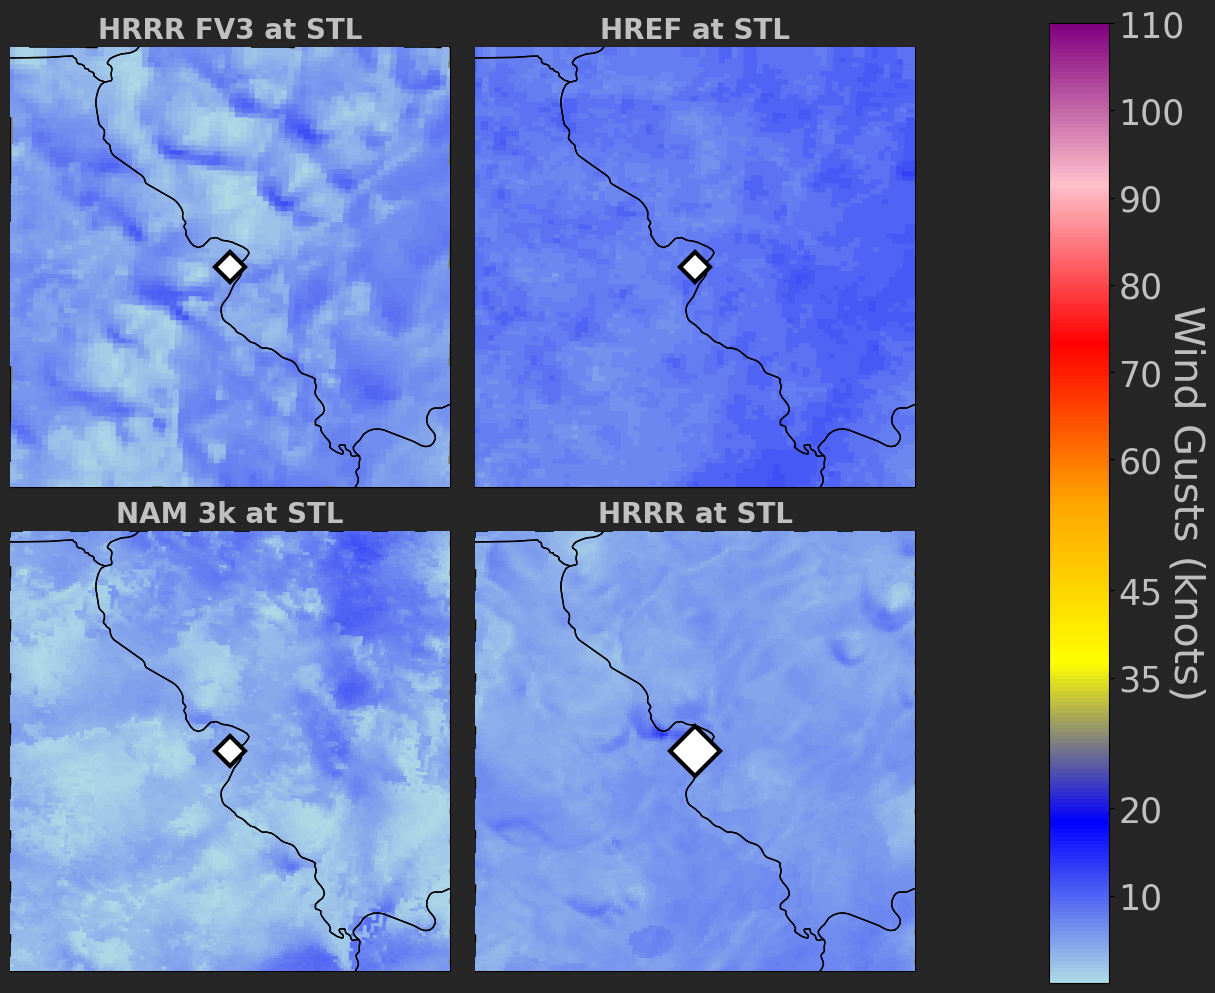 HRRR FV3 at STL
HREF at STL
NAM 3k at STL
HRRR at STL
110
100
90
80
70
60
45
35
20
10
Wind Gusts (knots)